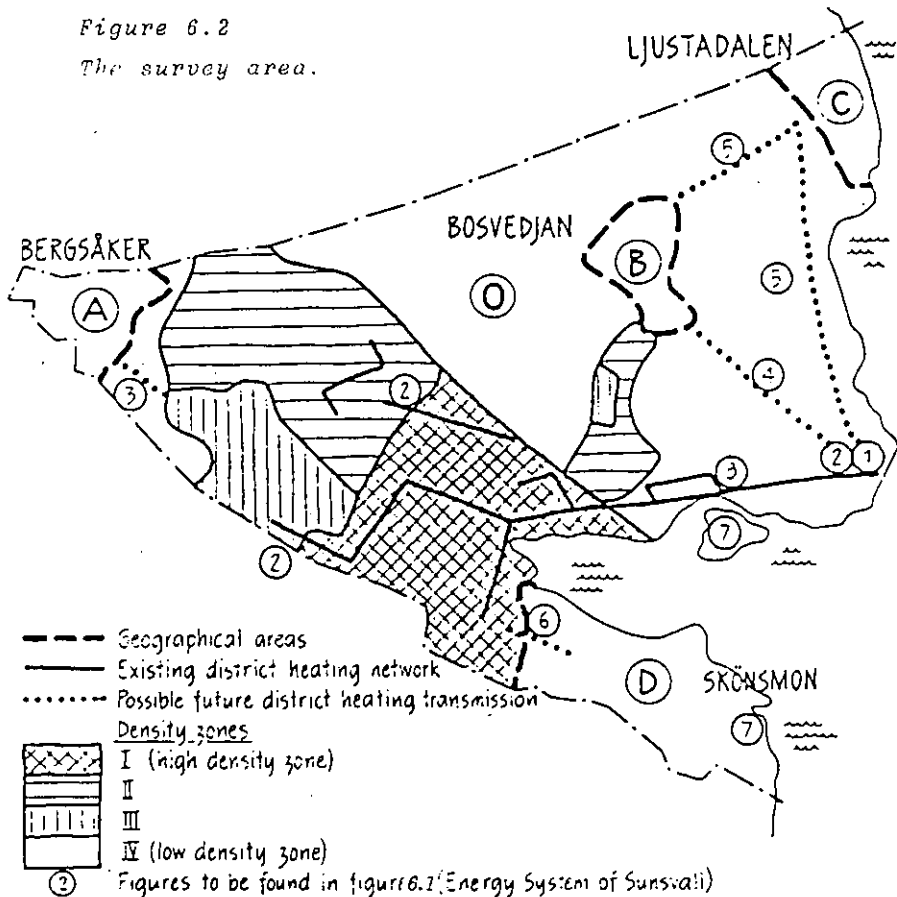 Figure 6.2
The survey area.
LJUSTADALEN
C
5
BOSVEDJAN
BERGSÅKER
B
A
O
5
3
2
4
2 1
3
7
2
6
D SKÖNSMON
7
Geographical areas
Existing district heating network
Possible future district heating transmission
Density zones
I (high density zone)
II
III
IV (low density zone)
2 Figures to be found in figure 6.1 (Energy System of Sunsvall)